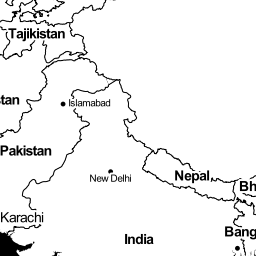 Tajikistan
stan
Islamabad
Pakistan
Nepal
New Delhi
Bh
Karachi
Bang
India